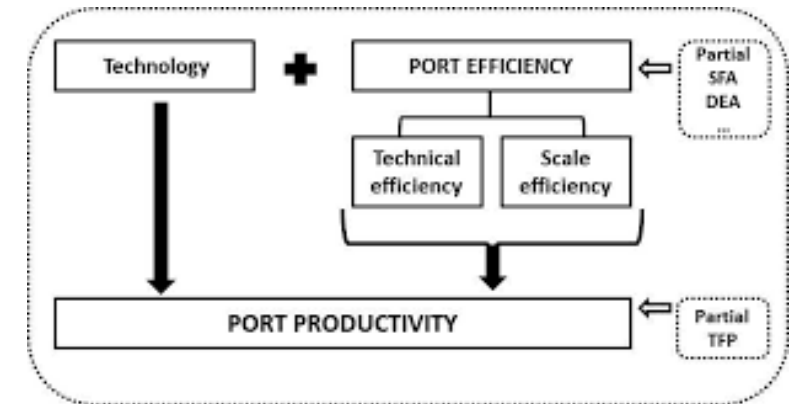 Technology
PORT EFFICIENCY
Partial
SFA
DEA
...
Technical
efficiency
Scale
efficiency
PORT PRODUCTIVITY
Partial
TFP